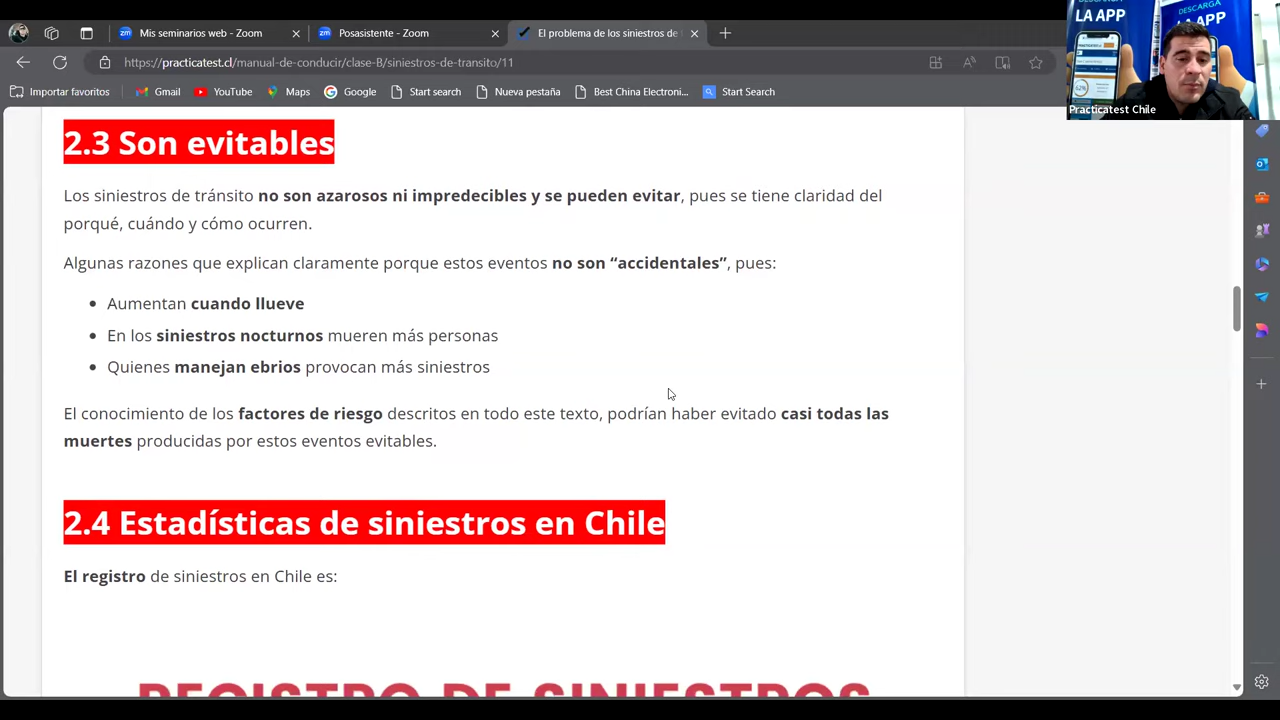 Mis seminarios web - Zoom
Posasistente - Zoom
El problema de los siniestros de
https://practicatest.cl/manual-de-conducir/clase-B/siniestros-de-transito/11
Importar favoritos
Gmail
YouTube
Maps
Google
Start search
Nueva pestaña
Best China Electroni...
Start Search
DESCARGA
LA APP
DESCARGA
LA APP
62%
Practicatest Chile
2.3 Son evitables
Los siniestros de tránsito no son azarosos ni impredecibles y se pueden evitar, pues se tiene claridad del
porqué, cuándo y cómo ocurren.
Algunas razones que explican claramente porque estos eventos no son “accidentales”, pues:
• Aumentan cuando llueve
• En los siniestros nocturnos mueren más personas
• Quienes manejan ebrios provocan más siniestros
El conocimiento de los factores de riesgo descritos en todo este texto, podrían haber evitado casi todas las
muertes producidas por estos eventos evitables.
2.4 Estadísticas de siniestros en Chile
El registro de siniestros en Chile es:
REGISTRO DE SINIESTROS